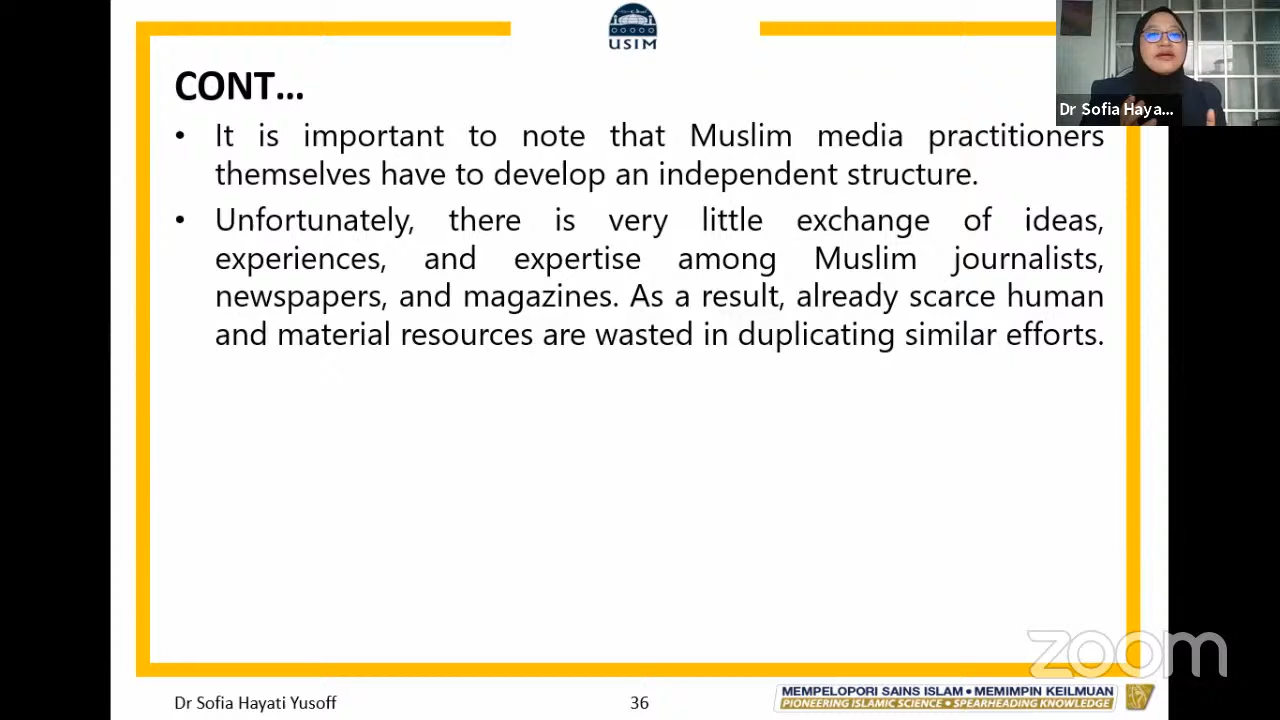 USIM
Dr Sofia Haya...
CONT...
• It is important to note that Muslim media practitioners
themselves have to develop an independent structure.
• Unfortunately, there is very little exchange of ideas,
experiences, and expertise among Muslim journalists,
newspapers, and magazines. As a result, already scarce human
and material resources are wasted in duplicating similar efforts.
zoom
Dr Sofia Hayati Yusoff
36
MEMPELOPORI SAINS ISLAM • MEMIMPIN KEILMUAN
PIONEERING ISLAMIC SCIENCE • SPEARHEADING KNOWLEDGE